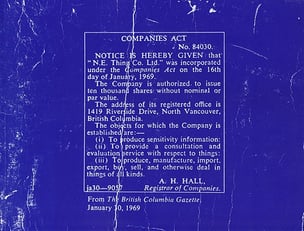 COMPANIES ACT
No. 84030.
NOTICE IS HEREBY GIVEN that
"N.E. Thing Co. Ltd." was incorporated
under the Companies Act on the 16th
day of January, 1969.
The Company is authorized to issue
ten thousand shares without nominal or
par value.
The address of its registered office is
1419 Riverside Drive, North Vancouver,
British Columbia.
The objects for which the Company is
established are:—
(i) To produce sensitivity information:
(ii) To provide a consultation and
evaluation service with respect to things:
(iii) To produce, manufacture, import,
export, buy, sell, and otherwise deal in
things of all kinds.
A. H. HALL,
ja30—9057 Registrar of Companies.
From The British Columbia Gazette,
January 30, 1969